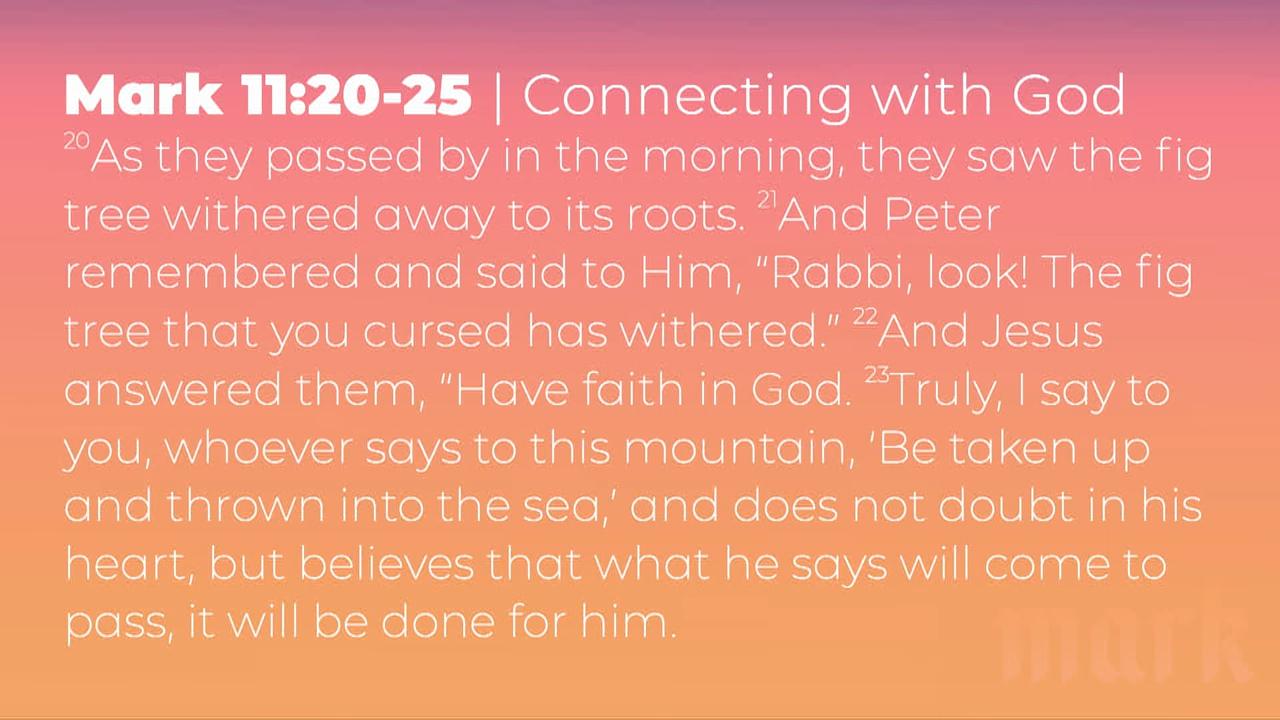 Mark 11:20-25 | Connecting with God
20As they passed by in the morning, they saw the fig
tree withered away to its roots. 21And Peter
remembered and said to Him, "Rabbi, look! The fig
tree that you cursed has withered." 22And Jesus
answered them, "Have faith in God. 23Truly, I say to
you, whoever says to this mountain, 'Be taken up
and thrown into the sea,' and does not doubt in his
heart, but believes that what he says will come to
pass, it will be done for him.
mark